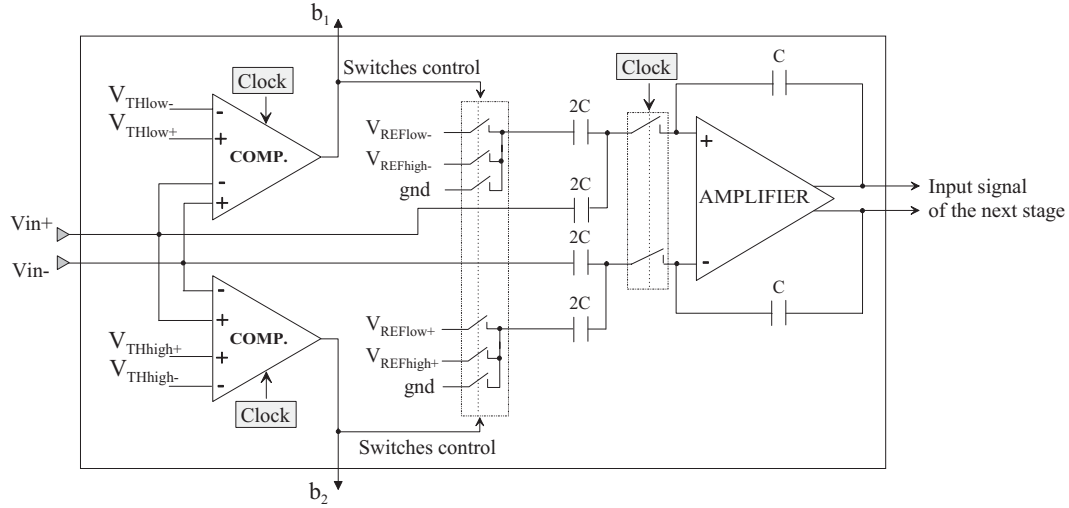 b1
Switches control
Clock
Clock
C
VTHlow-
VTHlow+
-
+
COMP.
-
+
VREFlow-
VREFhigh-
gnd
2C
2C
+
AMPLIFIER
-
Input signal
of the next stage
Vin+
Vin-
2C
2C
C
-
+
COMP.
+
-
VTHhigh+
VTHhigh-
VREFlow+
VREFhigh+
gnd
Clock
Switches control
b2